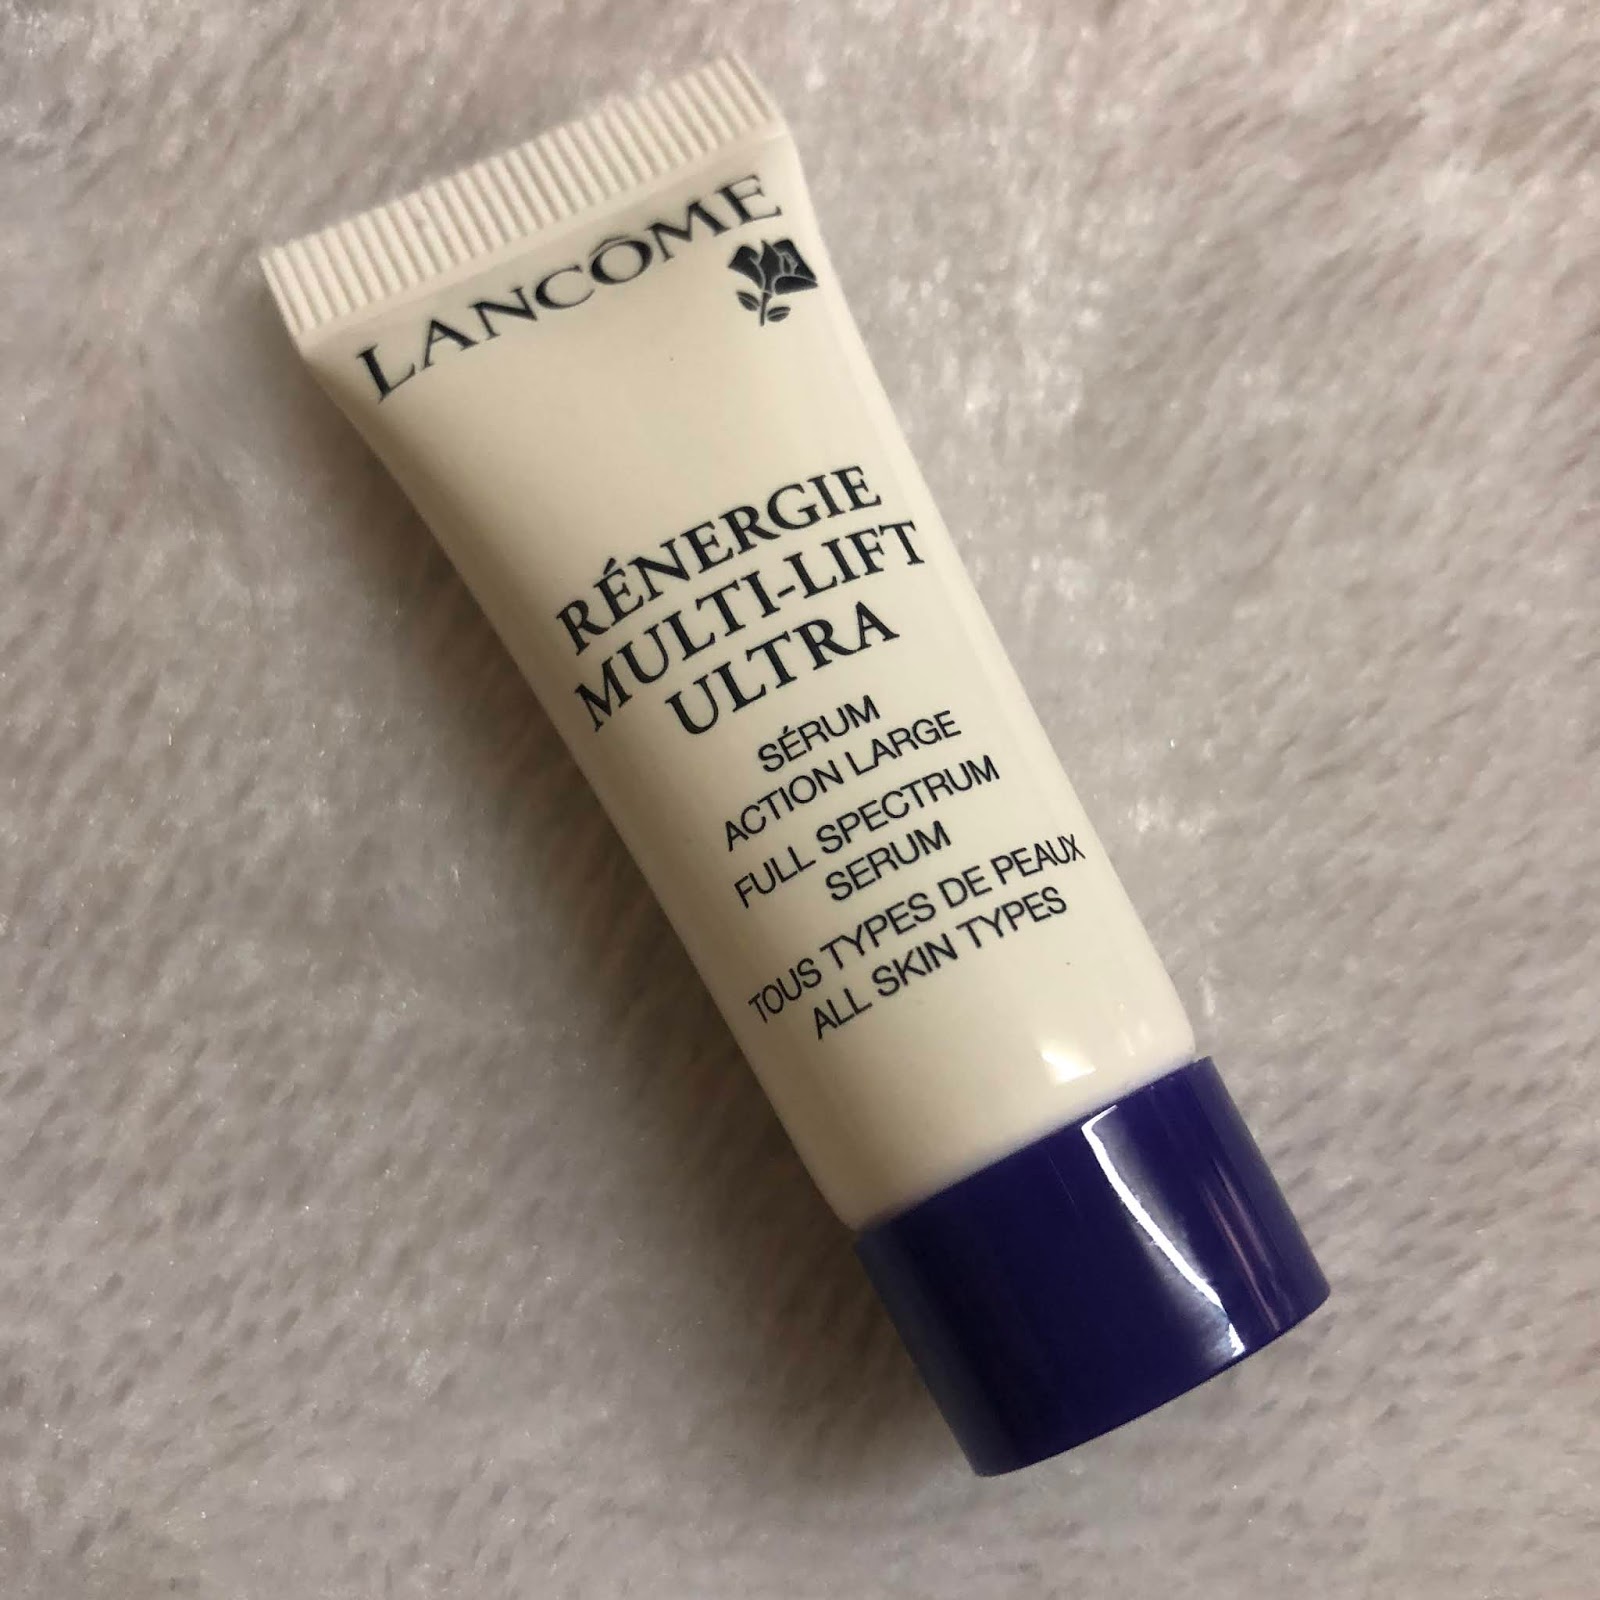 LANCÔME
RÉNERGIE
MULTI-LIFT
ULTRA
SÉRUM
ACTION LARGE
FULL SPECTRUM
SERUM
TOUS TYPES DE PEAUX
ALL SKIN TYPES